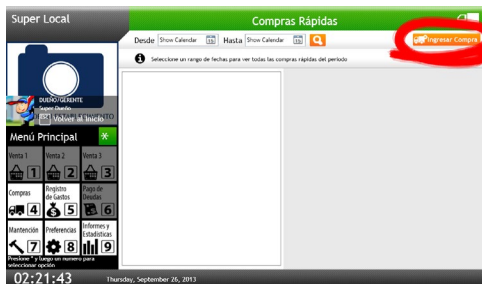 Super Local
Compras Rápidas
Desde Show Calendar Hasta Show Calendar
Ingresar Compra
Seleccione un rango de fechas para ver todas las compras rápidas del período
DUEÑO/GERENTE
Super Dueño
ESC Volver al Inicio
Menú Principal *
Venta 1 Venta 2 Venta 3
1 2 3
Compras Registro de Gastos Pago de Deudas
4 5 6
Mantención Preferencias Informes y Estadísticas
7 8 9
Presione * y luego un numero para
seleccionar opción
02:21:43 Thursday, September 26, 2013